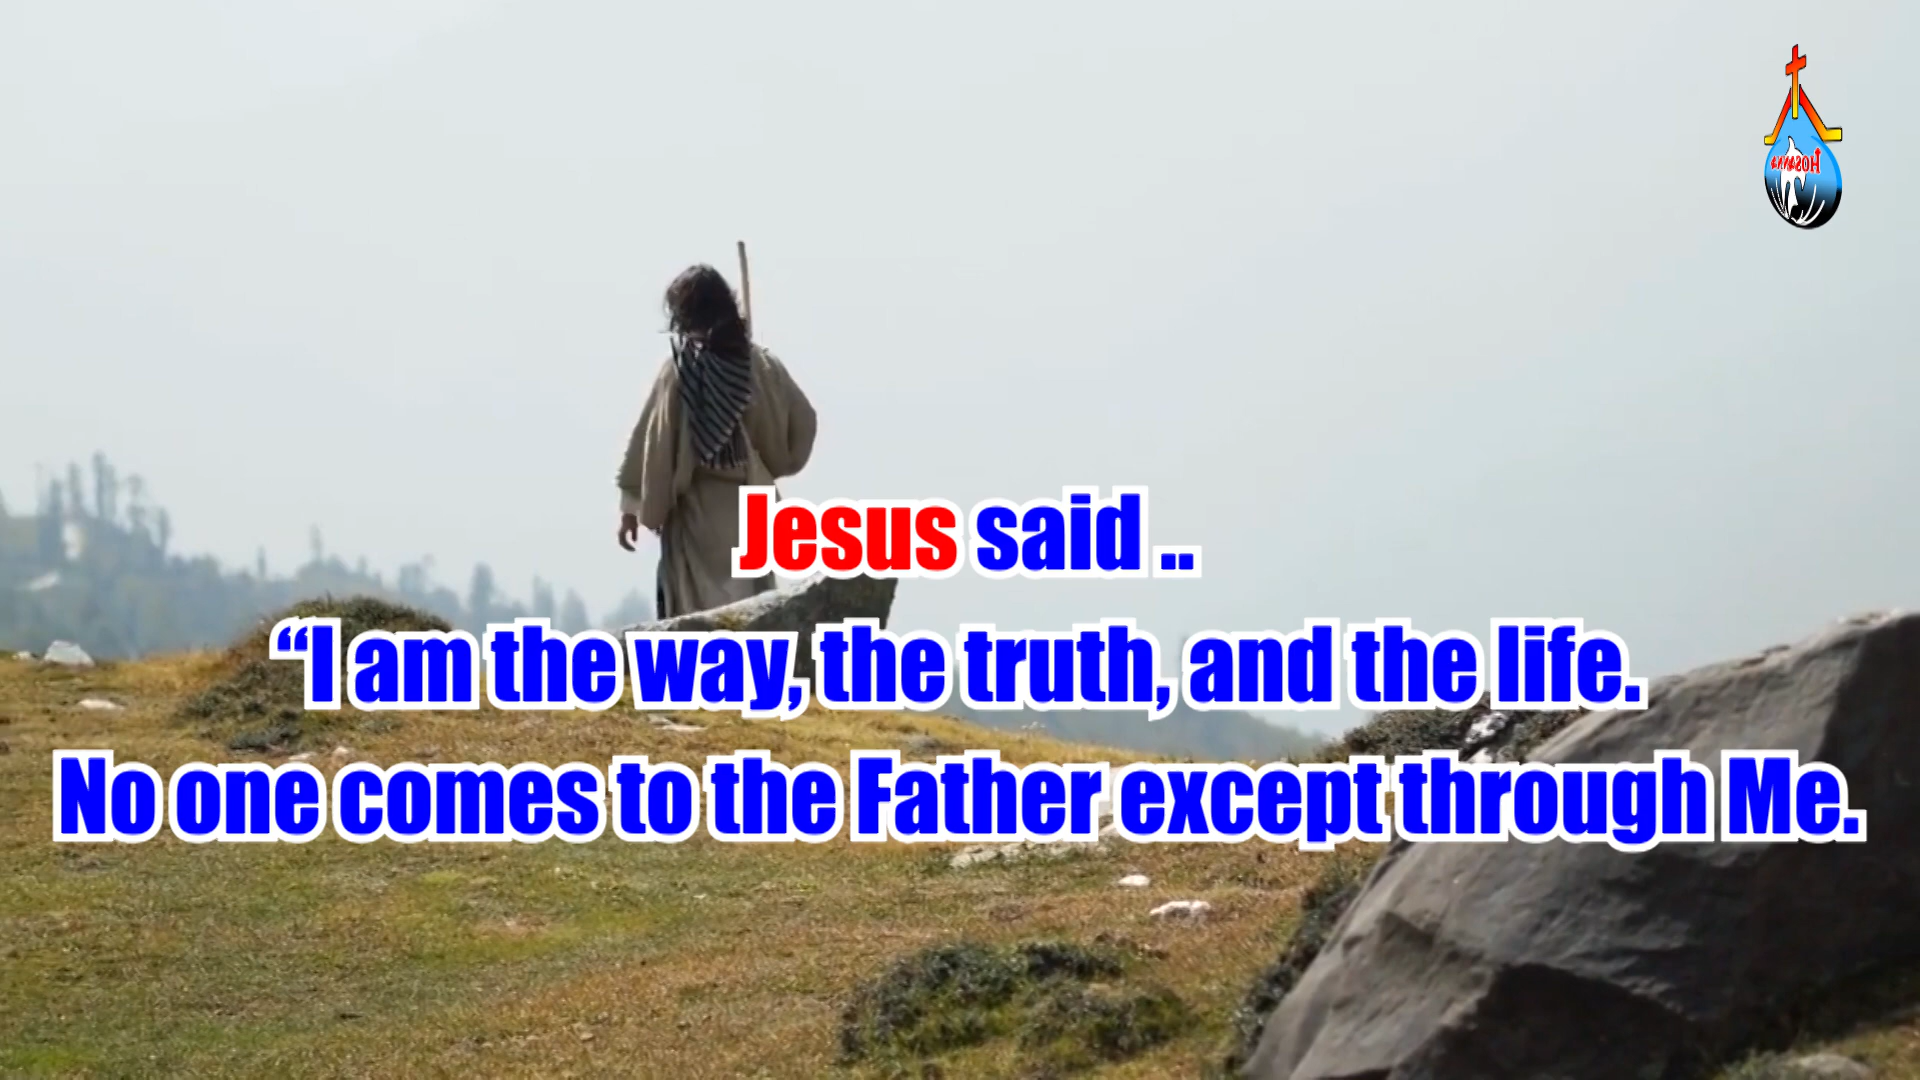 Hosanna
Jesus said ..
“I am the way, the truth, and the life.
No one comes to the Father except through Me.